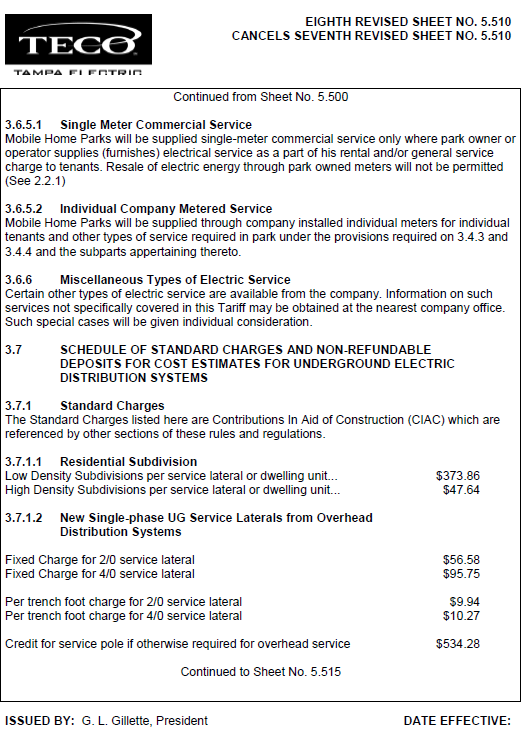 TECO
TAMPA ELECTRIC
EIGHTH REVISED SHEET NO. 5.510
CANCELS SEVENTH REVISED SHEET NO. 5.510
Continued from Sheet No. 5.500
3.6.5.1 Single Meter Commercial Service
Mobile Home Parks will be supplied single-meter commercial service only where park owner or
operator supplies (furnishes) electrical service as a part of his rental and/or general service
charge to tenants. Resale of electric energy through park owned meters will not be permitted
(See 2.2.1)
3.6.5.2 Individual Company Metered Service
Mobile Home Parks will be supplied through company installed individual meters for individual
tenants and other types of service required in park under the provisions required on 3.4.3 and
3.4.4 and the subparts appertaining thereto.
3.6.6 Miscellaneous Types of Electric Service
Certain other types of electric service are available from the company. Information on such
services not specifically covered in this Tariff may be obtained at the nearest company office.
Such special cases will be given individual consideration.
3.7 SCHEDULE OF STANDARD CHARGES AND NON-REFUNDABLE
DEPOSITS FOR COST ESTIMATES FOR UNDERGROUND ELECTRIC
DISTRIBUTION SYSTEMS
3.7.1 Standard Charges
The Standard Charges listed here are Contributions In Aid of Construction (CIAC) which are
referenced by other sections of these rules and regulations.
3.7.1.1 Residential Subdivision
Low Density Subdivisions per service lateral or dwelling unit... $373.86
High Density Subdivisions per service lateral or dwelling unit... $47.64
3.7.1.2 New Single-phase UG Service Laterals from Overhead
Distribution Systems
Fixed Charge for 2/0 service lateral $56.58
Fixed Charge for 4/0 service lateral $95.75
Per trench foot charge for 2/0 service lateral $9.94
Per trench foot charge for 4/0 service lateral $10.27
Credit for service pole if otherwise required for overhead service $534.28
Continued to Sheet No. 5.515
ISSUED BY: G. L. Gillette, President DATE EFFECTIVE: